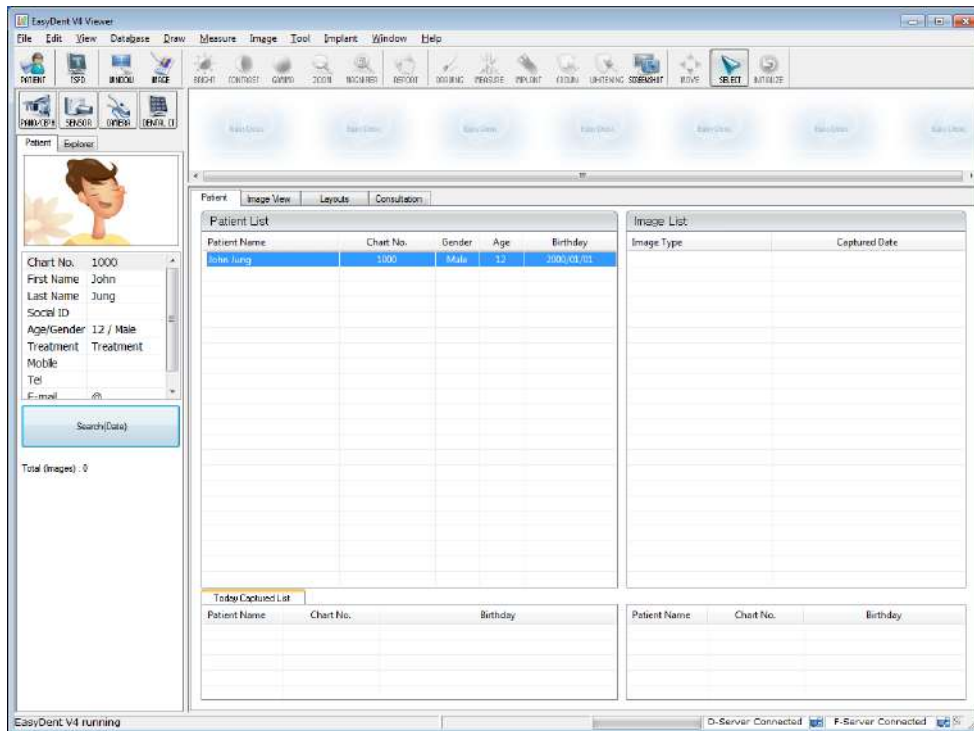 EasyDent V4 Viewer
File Edit View Database Draw Measure Image Tool Implant Window Help
PATIENT TSPD WINDOW IMAGE BRIGHT CONTRAST GAMMA ZOOM MAGNIFIER REPORT DRAWING MEASURE IMPLANT CROWN WHITENING SCREENSHOT MOVE SELECT INITIALIZE
PANO/CEPH SENSOR CAMERA DENTAL CT
Patient Explorer
Patient Image View Layouts Consultation
Patient List Image List
Patient Name Chart No. Gender Age Birthday Image Type Captured Date
John Jung 1000 Male 12 2000/01/01
Chart No. 1000
First Name John
Last Name Jung
Social ID
Age/Gender 12 / Male
Treatment Treatment
Mobile
Tel
E-mail @
Search(Date)
Total (Images) : 0
Today Captured List
Patient Name Chart No. Birthday Patient Name Chart No. Birthday
EasyDent V4 running D-Server Connected F-Server Connected